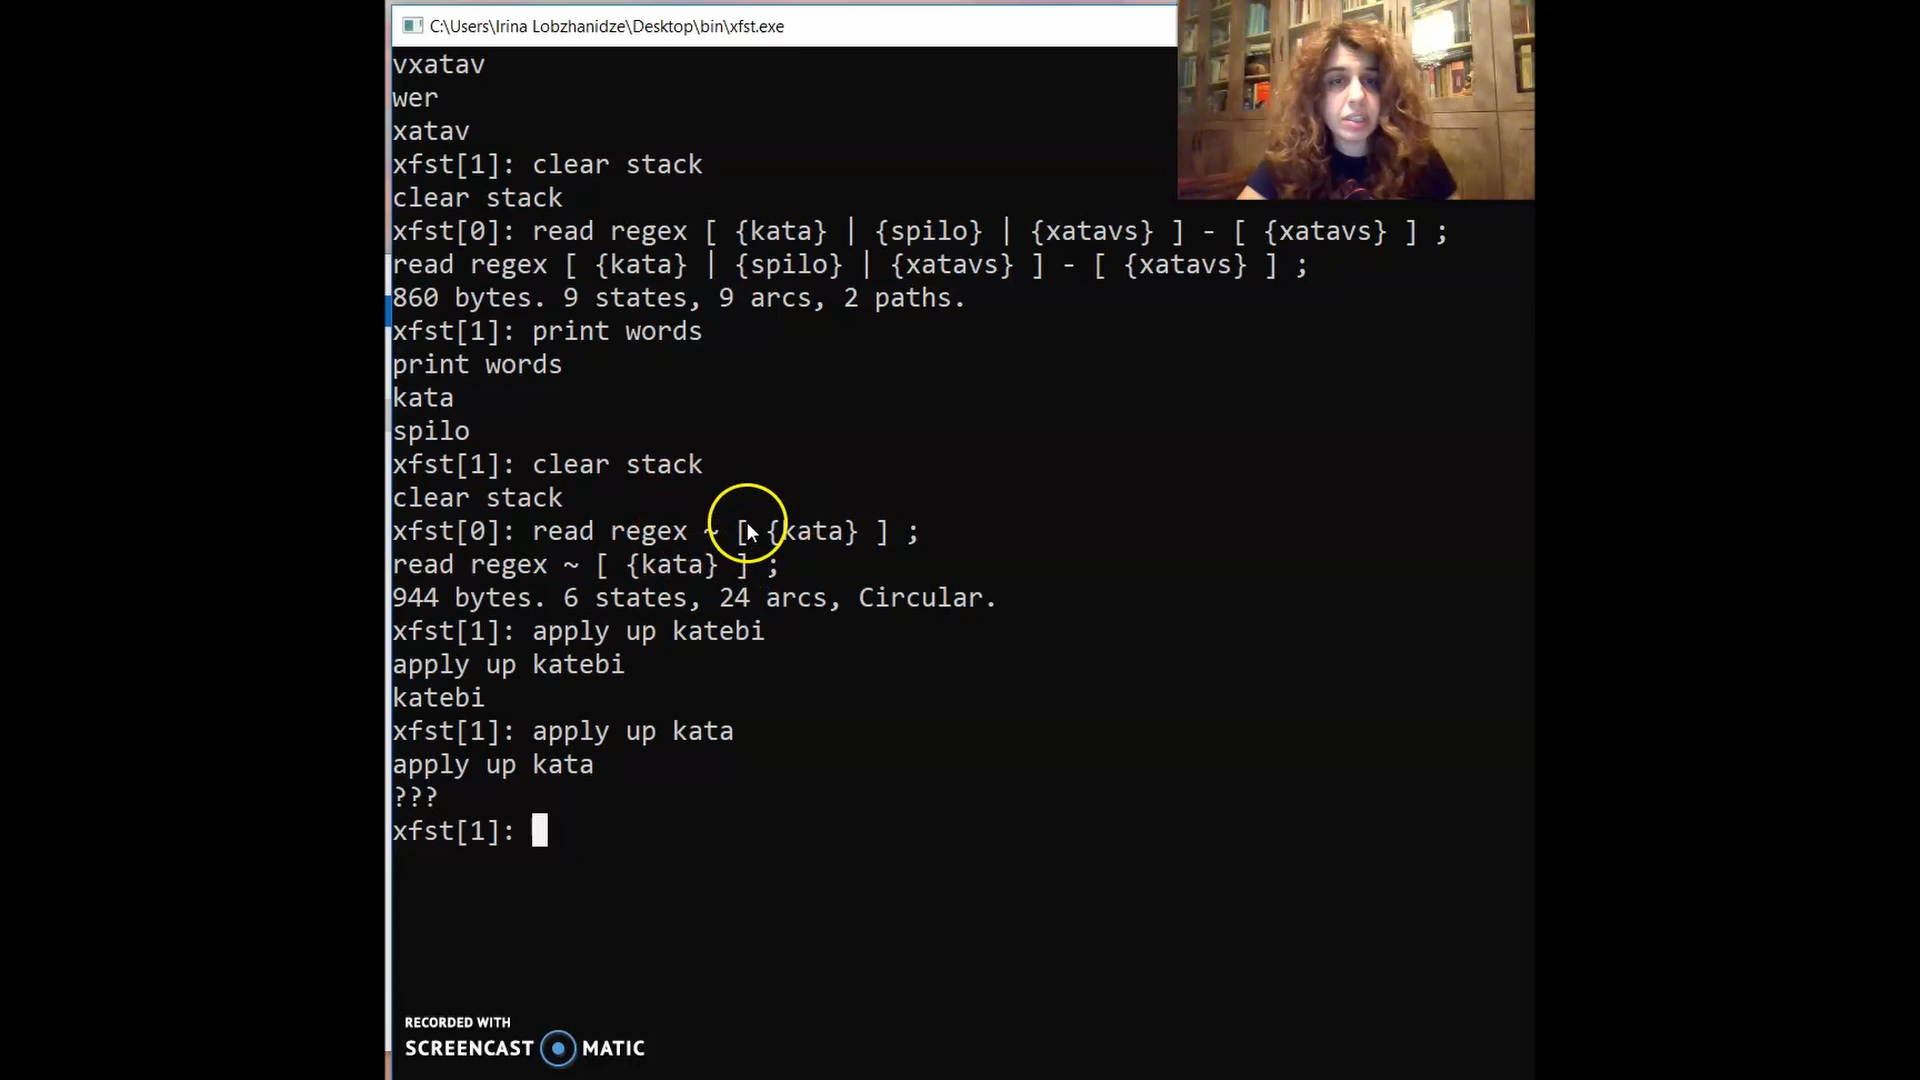 C:\Users\Irina Lobzhanidze\Desktop\bin\xfst.exe
vxatav
wer
xatav
xfst[1]: clear stack
clear stack
xfst[0]: read regex [ {kata} | {spilo} | {xatavs} ] - [ {xatavs} ] ;
read regex [ {kata} | {spilo} | {xatavs} ] - [ {xatavs} ] ;
860 bytes. 9 states, 9 arcs, 2 paths.
xfst[1]: print words
print words
kata
spilo
xfst[1]: clear stack
clear stack
xfst[0]: read regex ~ [ {kata} ] ;
read regex ~ [ {kata} ] ;
944 bytes. 6 states, 24 arcs, Circular.
xfst[1]: apply up katebi
apply up katebi
katebi
xfst[1]: apply up kata
apply up kata
???
xfst[1]:
RECORDED WITH
SCREENCAST MATIC